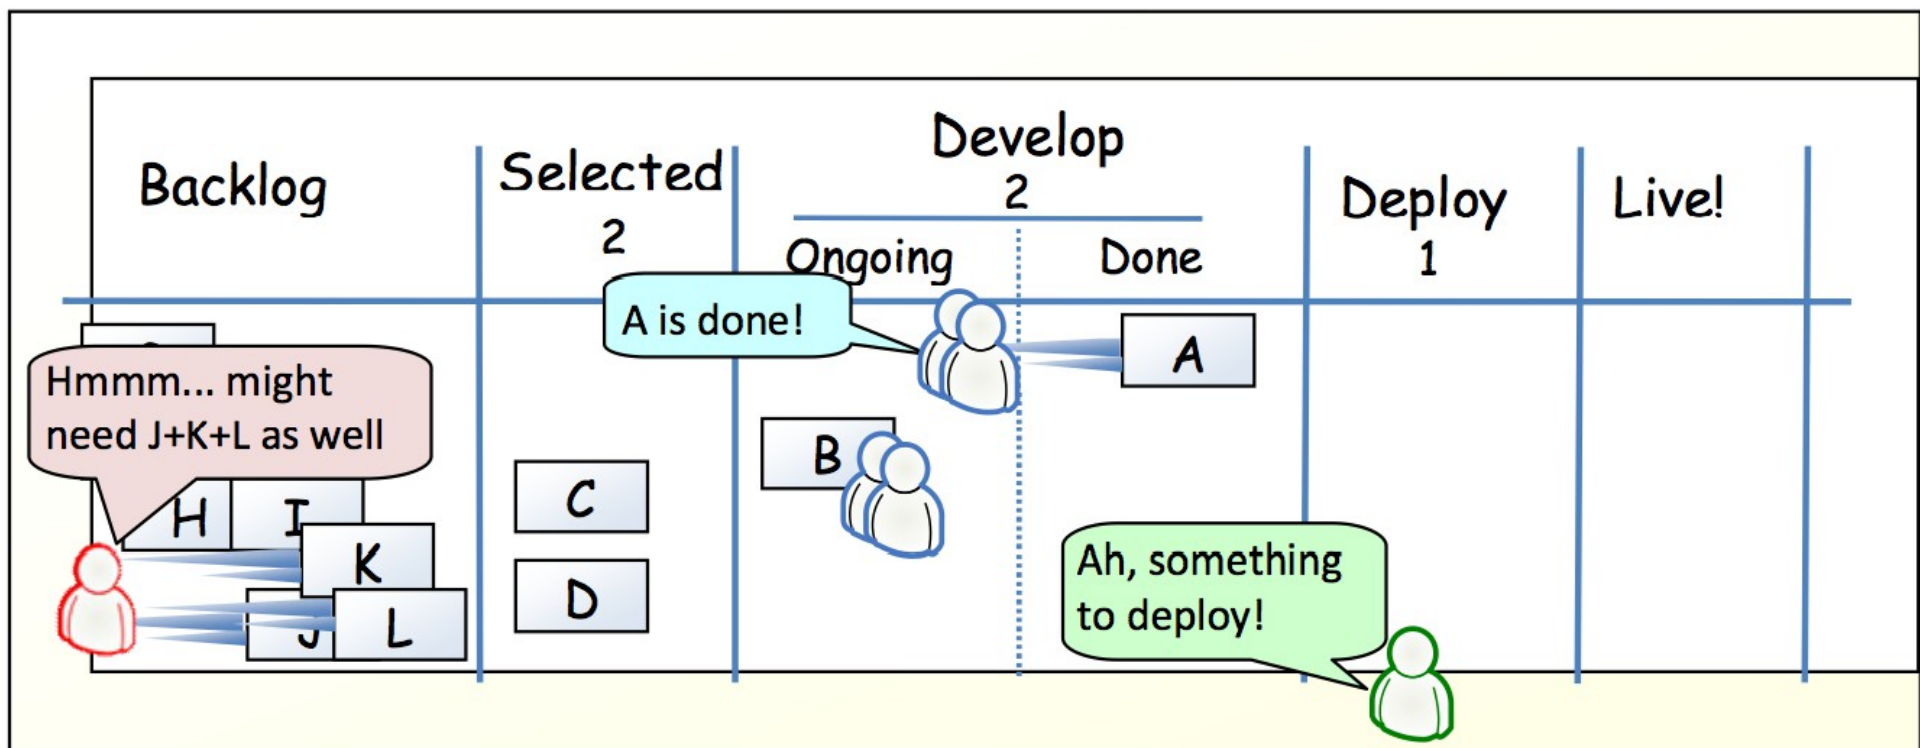 Backlog
Selected
2
Develop
2
Ongoing
Done
Deploy
1
Live!
A is done!
A
Hmmm... might
need J+K+L as well
B
C
H
I
K
D
J
L
Ah, something
to deploy!